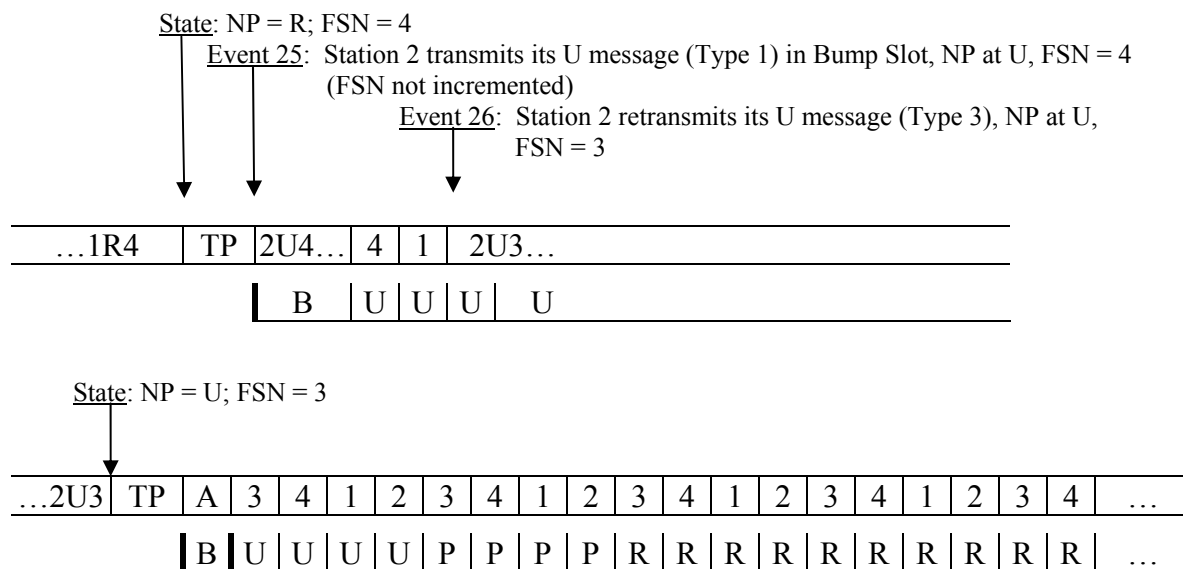 State: NP = R; FSN = 4
Event 25: Station 2 transmits its U message (Type 1) in Bump Slot, NP at U, FSN = 4
(FSN not incremented)
Event 26: Station 2 retransmits its U message (Type 3), NP at U,
FSN = 3
…1R4 TP 2U4… 4 1 2U3…
B U U U U
State: NP = U; FSN = 3
…2U3 TP A 3 4 1 2 3 4 1 2 3 4 1 2 3 4 1 2 3 4 …
B U U U U P P P P R R R R R R R R R R …